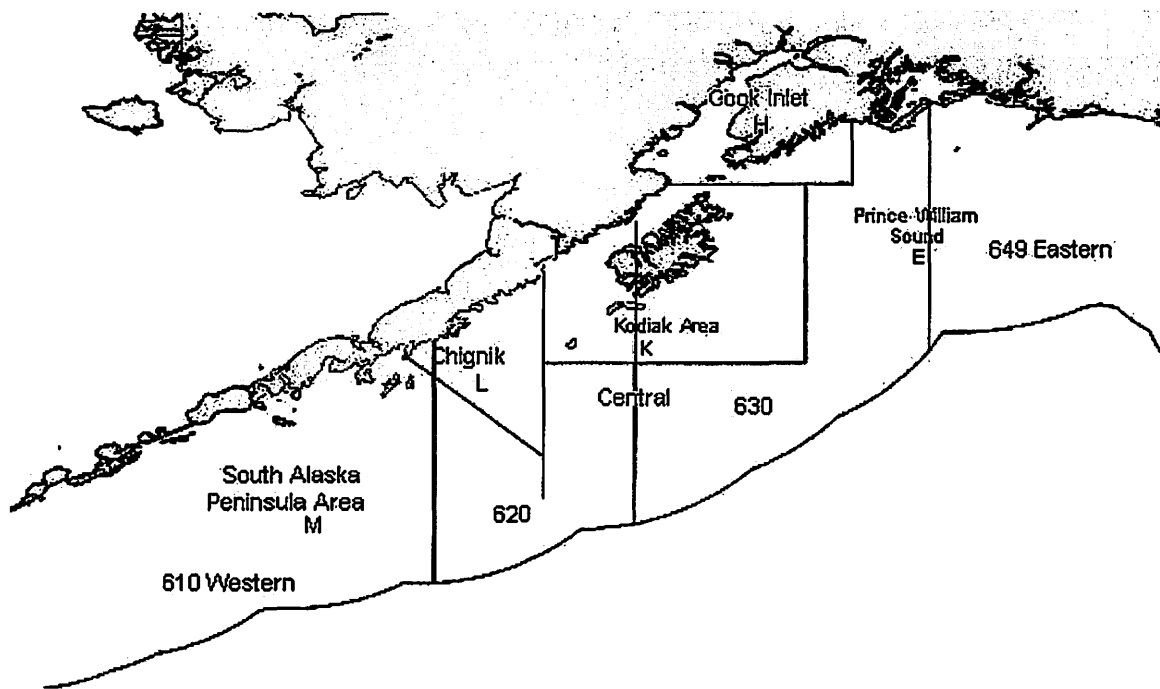 Cook Inlet
H
Prince William
Sound
E
649 Eastern
Kodiak Area
K
Chignik
L
Central
630
South Alaska
Peninsula Area
M
620
610 Western